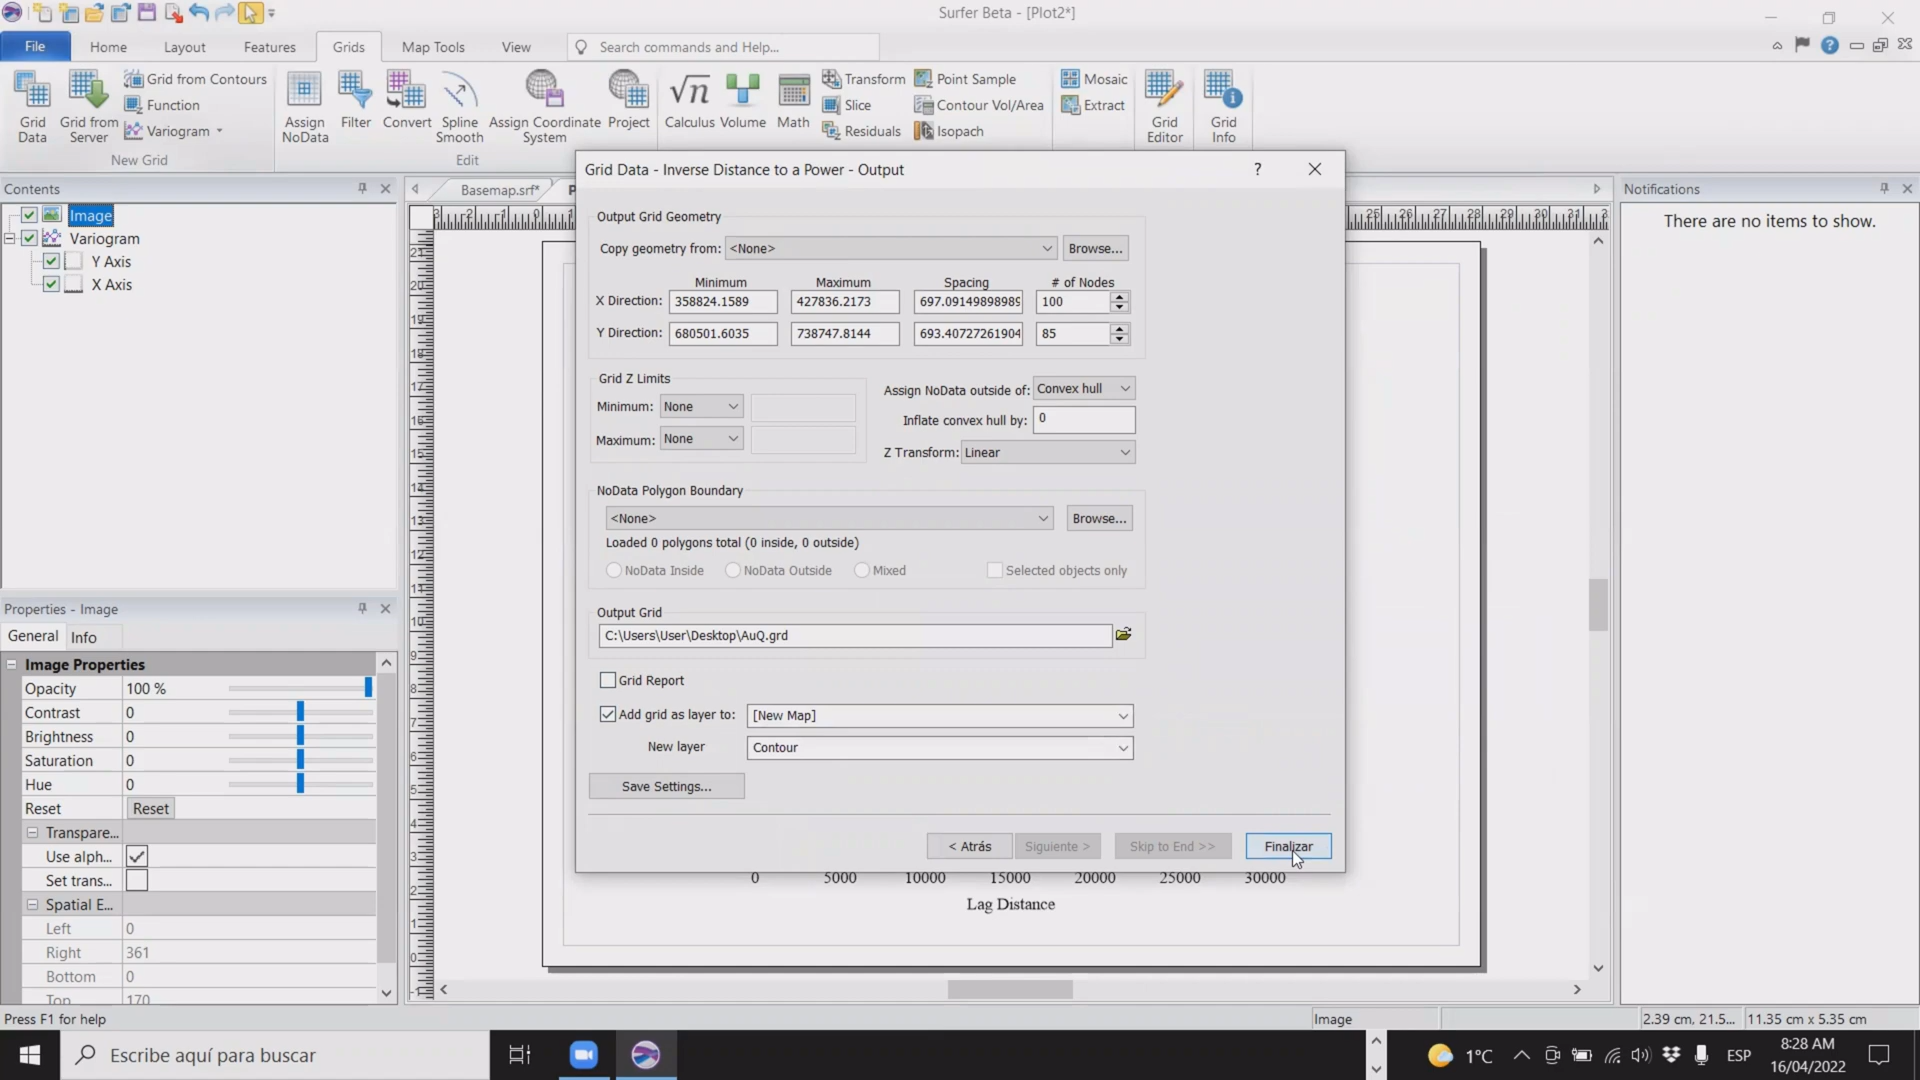 Surfer Beta - [Plot2*]
File
Home
Layout
Features
Grids
Map Tools
View
Search commands and Help...
Grid Data
Grid from Server
Grid from Contours
Function
Variogram
New Grid
Assign NoData
Filter
Convert
Spline Smooth
Assign Coordinate System
Project
Edit
Calculus
Volume
Math
Transform
Slice
Residuals
Point Sample
Contour Vol/Area
Isopach
Mosaic
Extract
Grid Editor
Grid Info
Contents
Image
Variogram
Y Axis
X Axis
Basemap.srf*
Notifications
There are no items to show.
Grid Data - Inverse Distance to a Power - Output
Output Grid Geometry
Copy geometry from: <None> Browse...
Minimum Maximum Spacing # of Nodes
X Direction: 358824.1589 427836.2173 697.09149898989 100
Y Direction: 680501.6035 738747.8144 693.40727261904 85
Grid Z Limits
Minimum: None
Maximum: None
Assign NoData outside of: Convex hull
Inflate convex hull by: 0
Z Transform: Linear
NoData Polygon Boundary
<None> Browse...
Loaded 0 polygons total (0 inside, 0 outside)
NoData Inside NoData Outside Mixed Selected objects only
Output Grid
C:\Users\User\Desktop\AuQ.grd
Grid Report
Add grid as layer to: [New Map]
New layer Contour
Save Settings...
< Atrás Siguiente > Skip to End >> Finalizar
0 5000 10000 15000 20000 25000 30000
Lag Distance
Properties - Image
General Info
Image Properties
Opacity 100 %
Contrast 0
Brightness 0
Saturation 0
Hue 0
Reset Reset
Transpare...
Use alph...
Set trans...
Spatial E...
Left 0
Right 361
Bottom 0
Top 170
Press F1 for help
Image
2.39 cm, 21.5...
11.35 cm x 5.35 cm
Escribe aquí para buscar
1°C
ESP
8:28 AM
16/04/2022